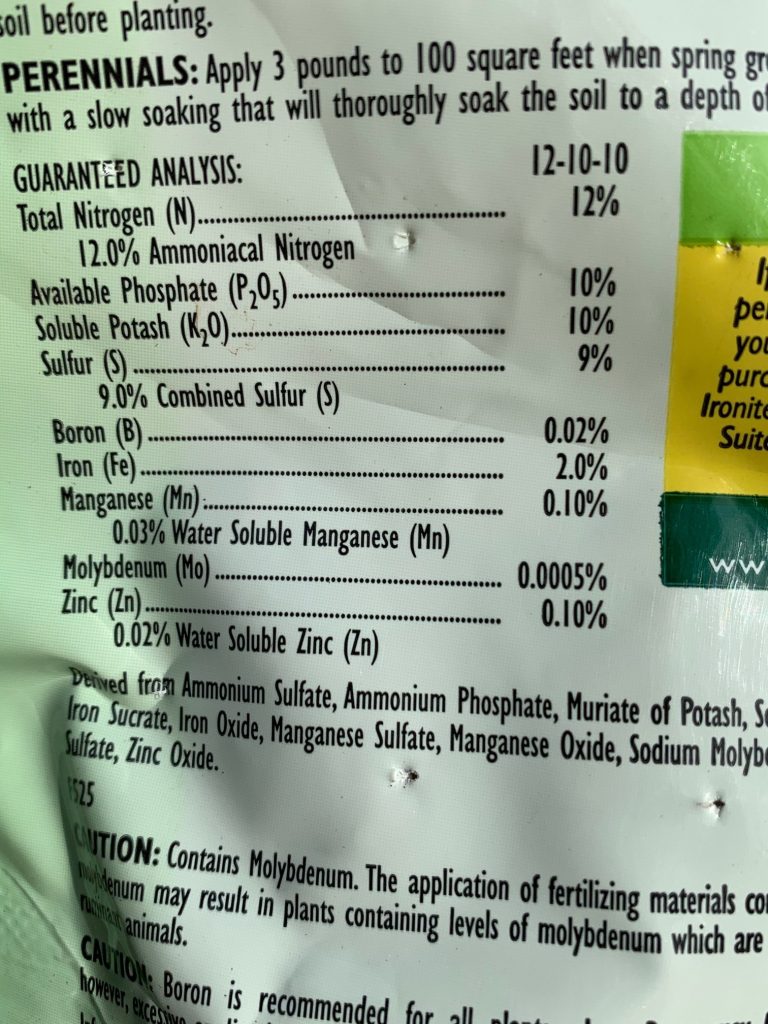 soil before planting.
PERENNIALS: Apply 3 pounds to 100 square feet when spring
with a slow soaking that will thoroughly soak the soil to a depth of
GUARANTEED ANALYSIS: 12-10-10
Total Nitrogen (N)........................................ 12%
12.0% Ammoniacal Nitrogen
Available Phosphate (P₂O₅)............................ 10%
Soluble Potash (K₂O).................................... 10%
Sulfur (S) .................................................. 9%
9.0% Combined Sulfur (S)
Boron (B) .................................................. 0.02%
Iron (Fe) .................................................. 2.0%
Manganese (Mn) ......................................... 0.10%
0.03% Water Soluble Manganese (Mn)
Molybdenum (Mo) ........................................ 0.0005%
Zinc (Zn) .................................................. 0.10%
0.02% Water Soluble Zinc (Zn)
Derived from Ammonium Sulfate, Ammonium Phosphate, Muriate of Potash,
Iron Sucrate, Iron Oxide, Manganese Sulfate, Manganese Oxide, Sodium
Sulfate, Zinc Oxide.
F525
CAUTION: Contains Molybdenum. The application of fertilizing materials
molybdenum may result in plants containing levels of molybdenum which are
ruminant animals.
CAUTION: Boron is recommended for all
however,
you
Ironite